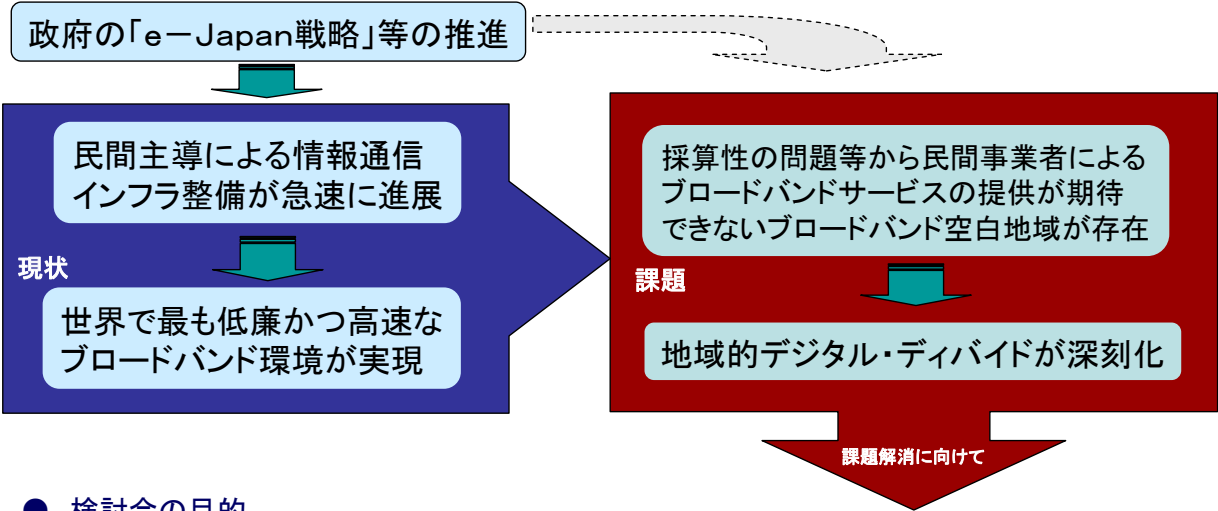 政府の「e－Japan戦略」等の推進
現状
民間主導による情報通信
インフラ整備が急速に進展
世界で最も低廉かつ高速な
ブロードバンド環境が実現
課題
採算性の問題等から民間事業者による
ブロードバンドサービスの提供が期待
できないブロードバンド空白地域が存在
地域的デジタル・ディバイドが深刻化
課題解消に向けて
● 検討会の目的